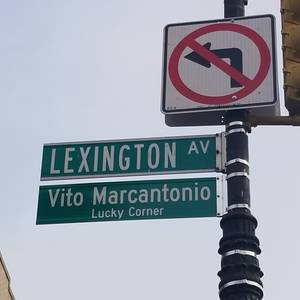 LEXINGTON AV
Vito Marcantonio
Lucky Corner